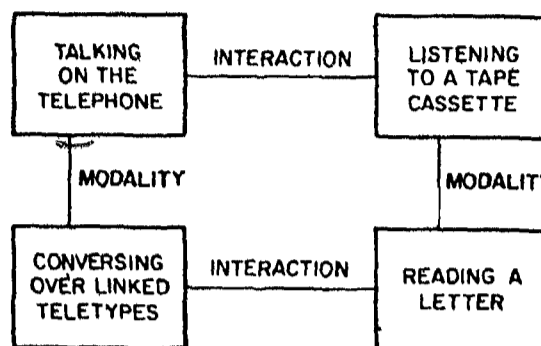 TALKING
ON THE
TELEPHONE
INTERACTION
LISTENING
TO A TAPE
CASSETTE
MODALITY
MODALITY
CONVERSING
OVER LINKED
TELETYPES
INTERACTION
READING A
LETTER